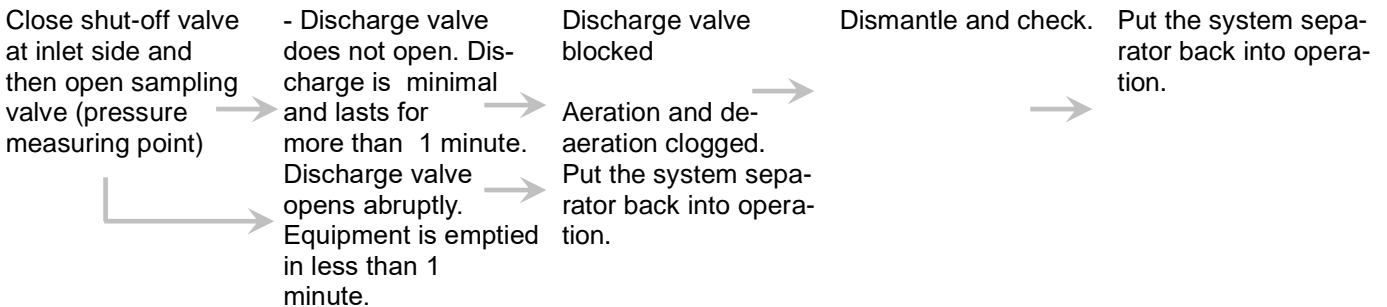 Close shut-off valve
at inlet side and
then open sampling
valve (pressure
measuring point)
- Discharge valve
does not open. Dis-
charge is minimal
and lasts for
more than 1 minute.
Discharge valve
opens abruptly.
Equipment is emptied
in less than 1
minute.
Discharge valve
blocked
Aeration and de-
aeration clogged.
Put the system sepa-
rator back into opera-
tion.
Dismantle and check.
Put the system sepa-
rator back into opera-
tion.